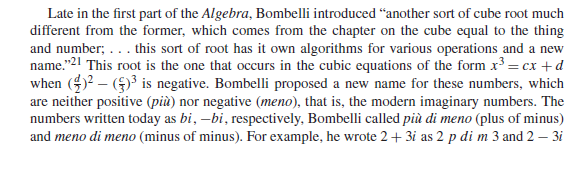 Late in the first part of the Algebra, Bombelli introduced “another sort of cube root much
different from the former, which comes from the chapter on the cube equal to the thing
and number; . . . this sort of root has it own algorithms for various operations and a new
name.”21 This root is the one that occurs in the cubic equations of the form x³ = cx + d
when (d/2)² – (c/3)³ is negative. Bombelli proposed a new name for these numbers, which
are neither positive (più) nor negative (meno), that is, the modern imaginary numbers. The
numbers written today as bi, –bi, respectively, Bombelli called più di meno (plus of minus)
and meno di meno (minus of minus). For example, he wrote 2 + 3i as 2 p di m 3 and 2 – 3i